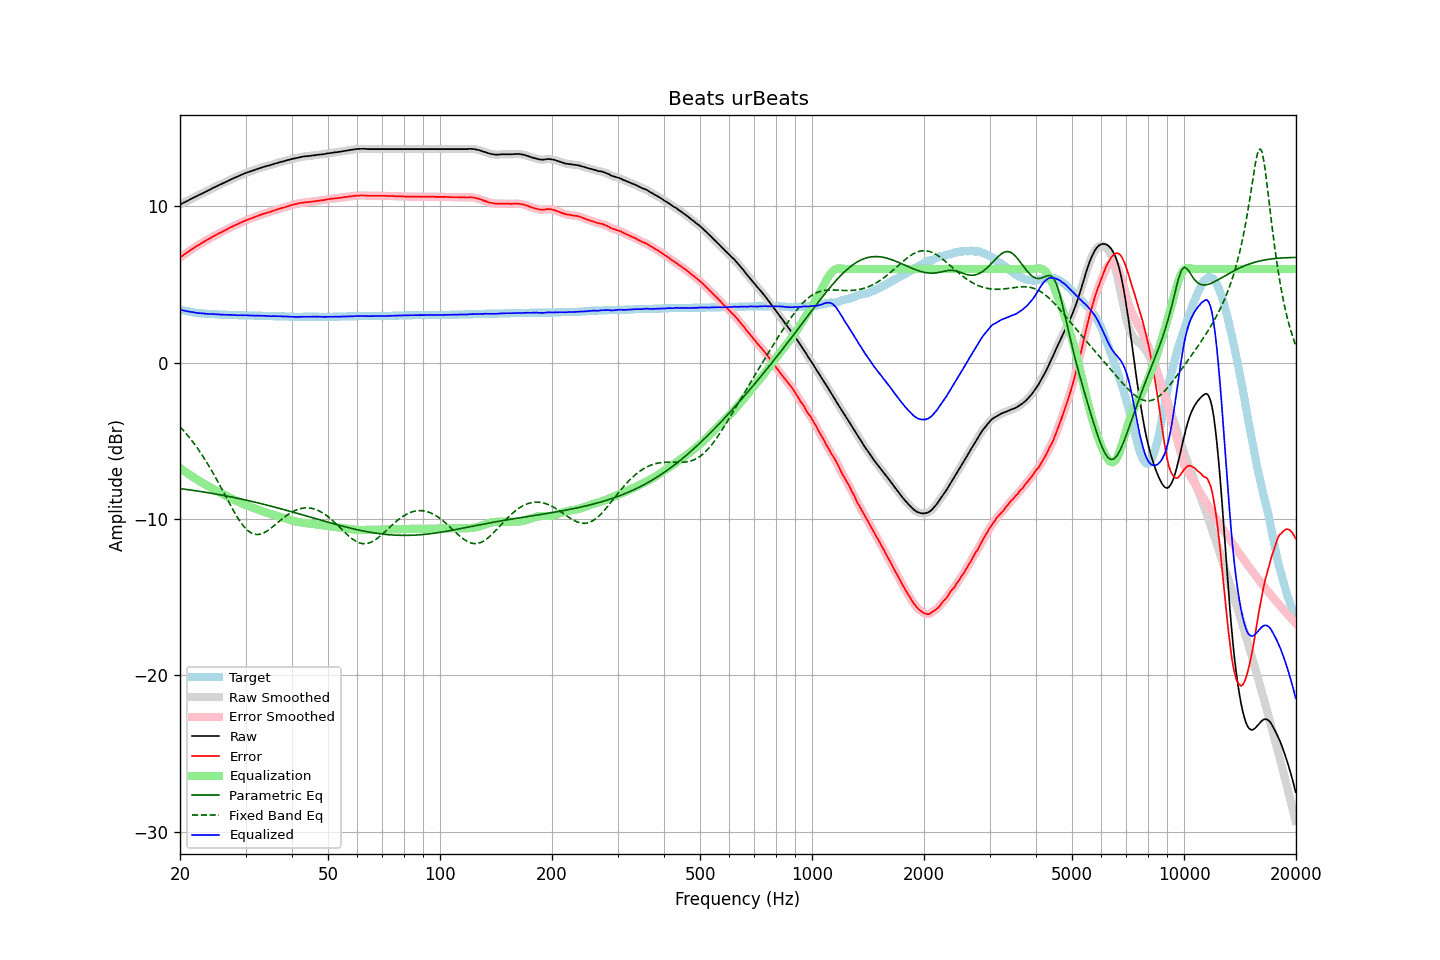 Beats urBeats
Amplitude (dBr)
10
0
−10
−20
−30
Target
Raw Smoothed
Error Smoothed
Raw
Error
Equalization
Parametric Eq
Fixed Band Eq
Equalized
20 50 100 200 500 1000 2000 5000 10000 20000
Frequency (Hz)